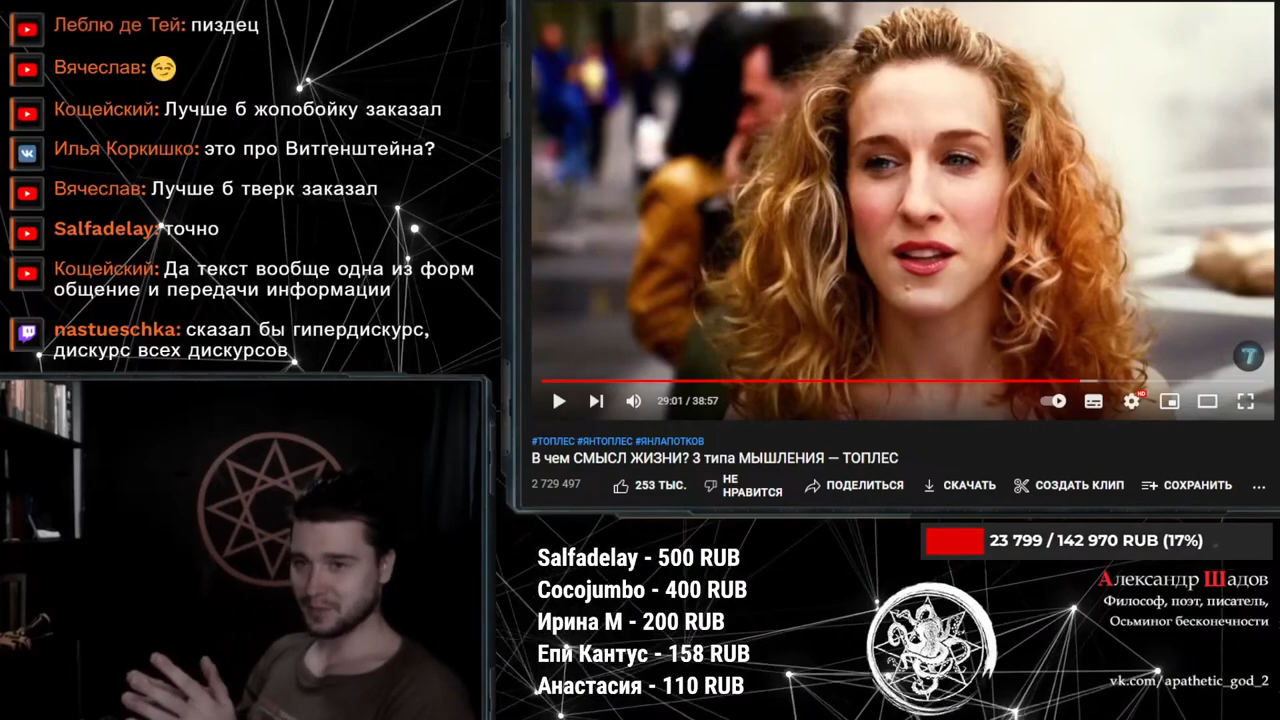 Леблю де Тей: пиздец
Вячеслав: 😏
Кощейский: Лучше б жопобойку заказал
Илья Коркишко: это про Витгенштейна?
Вячеслав: Лучше б тверк заказал
Salfadelay: точно
Кощейский: Да текст вообще одна из форм
общение и передачи информации
nastueschka: сказал бы гипердискурс,
дискурс всех дискурсов
29:01 / 38:57
HD
#ТОПЛЕС #ЯНТОПЛЕС #ЯНЛАПОТКОВ
В чем СМЫСЛ ЖИЗНИ? 3 типа МЫШЛЕНИЯ — ТОПЛЕС
2 729 497
253 ТЫС.
НЕ
НРАВИТСЯ
ПОДЕЛИТЬСЯ
СКАЧАТЬ
СОЗДАТЬ КЛИП
СОХРАНИТЬ
...
23 799 / 142 970 RUB (17%)
Salfadelay - 500 RUB
Cocojumbo - 400 RUB
Ирина М - 200 RUB
Епй Кантус - 158 RUB
Анастасия - 110 RUB
Александр Шадов
Философ, поэт, писатель,
Осьминог бесконечности
vk.com/apathetic_god_2